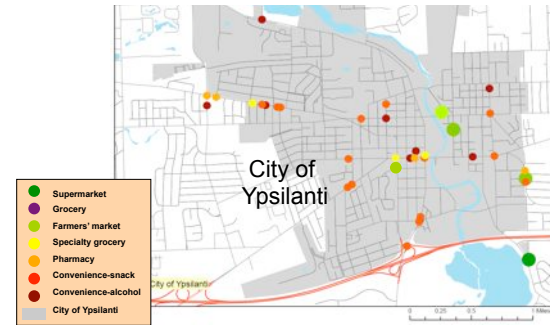 City of
Ypsilanti
Supermarket
Grocery
Farmers' market
Specialty grocery
Pharmacy
Convenience-snack
Convenience-alcohol
City of Ypsilanti
City of Ypsilanti
0 0.25 0.5 1 Miles